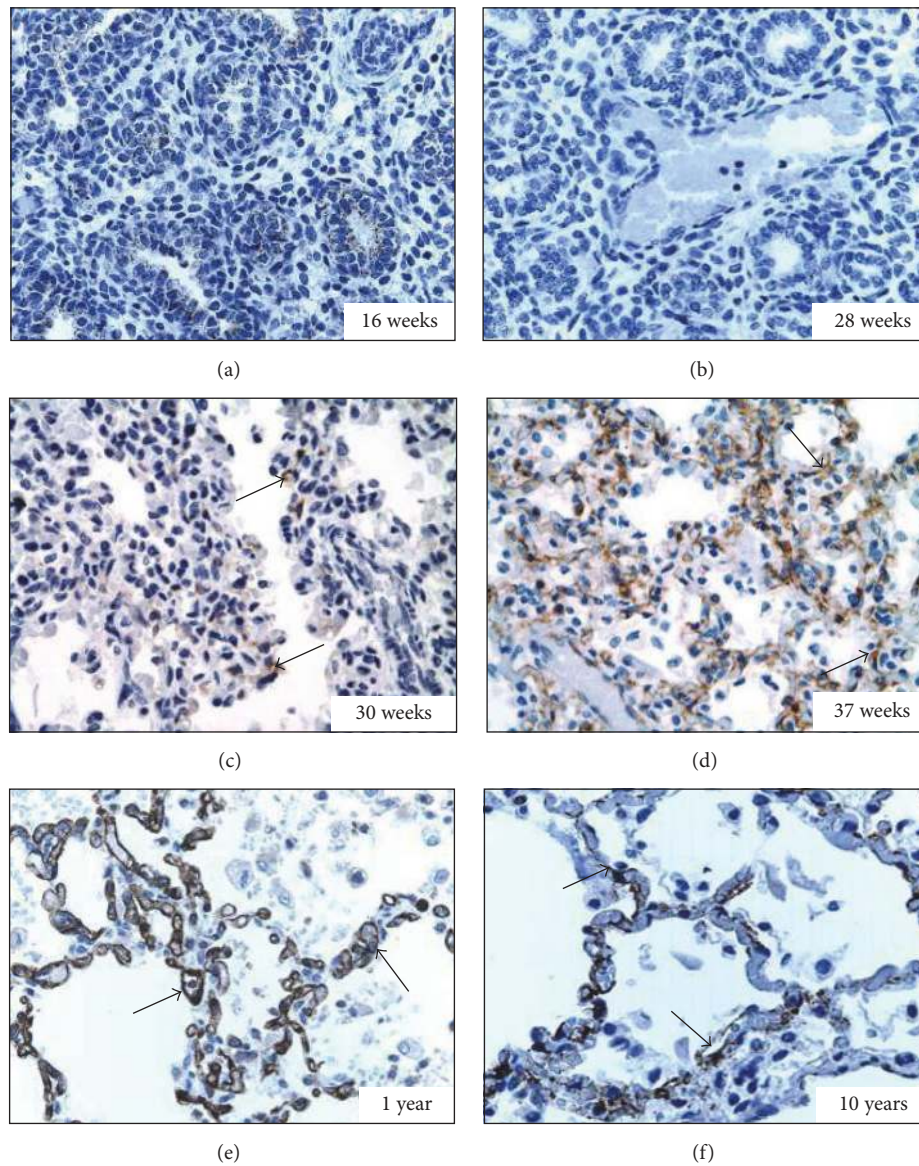 16 weeks
28 weeks
(a)
(b)
30 weeks
37 weeks
(c)
(d)
1 year
10 years
(e)
(f)